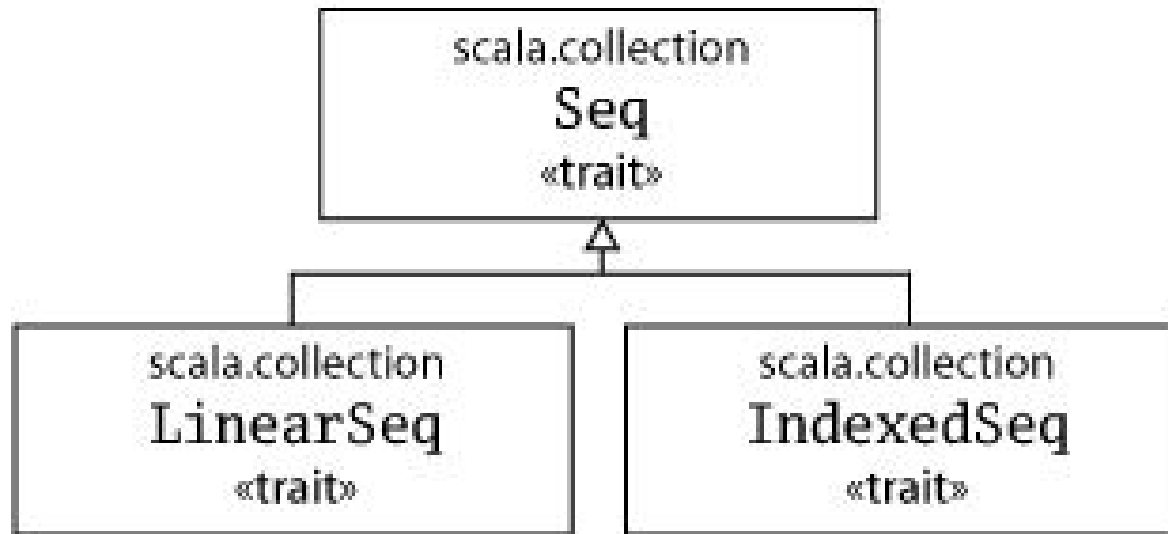 scala.collection
Seq
«trait»
scala.collection
LinearSeq
«trait»
scala.collection
IndexedSeq
«trait»